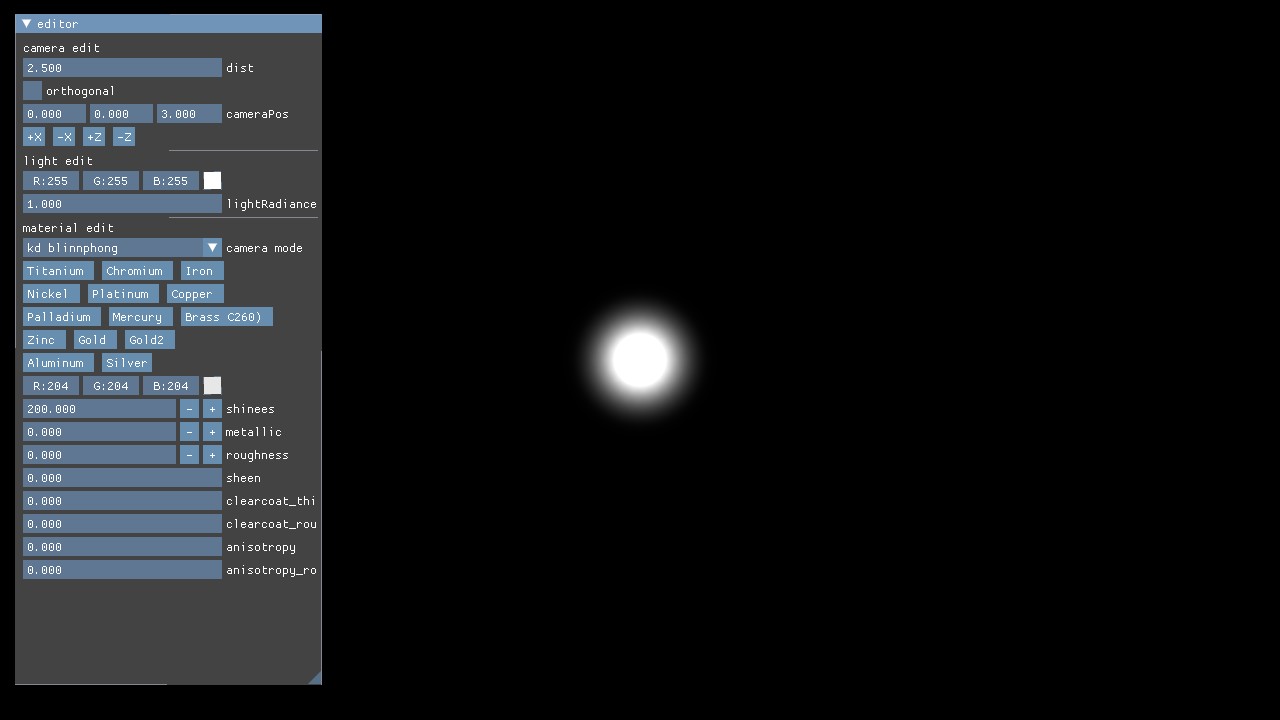 editor
camera edit
2.500 dist
orthogonal
0.000 0.000 3.000 cameraPos
+X -X +Z -Z
light edit
R:255 G:255 B:255
1.000 lightRadiance
material edit
kd blinnphong camera mode
Titanium Chromium Iron
Nickel Platinum Copper
Palladium Mercury Brass C260)
Zinc Gold Gold2
Aluminum Silver
R:204 G:204 B:204
200.000 - + shinees
0.000 - + metallic
0.000 - + roughness
0.000 sheen
0.000 clearcoat_thi
0.000 clearcoat_rou
0.000 anisotropy
0.000 anisotropy_ro